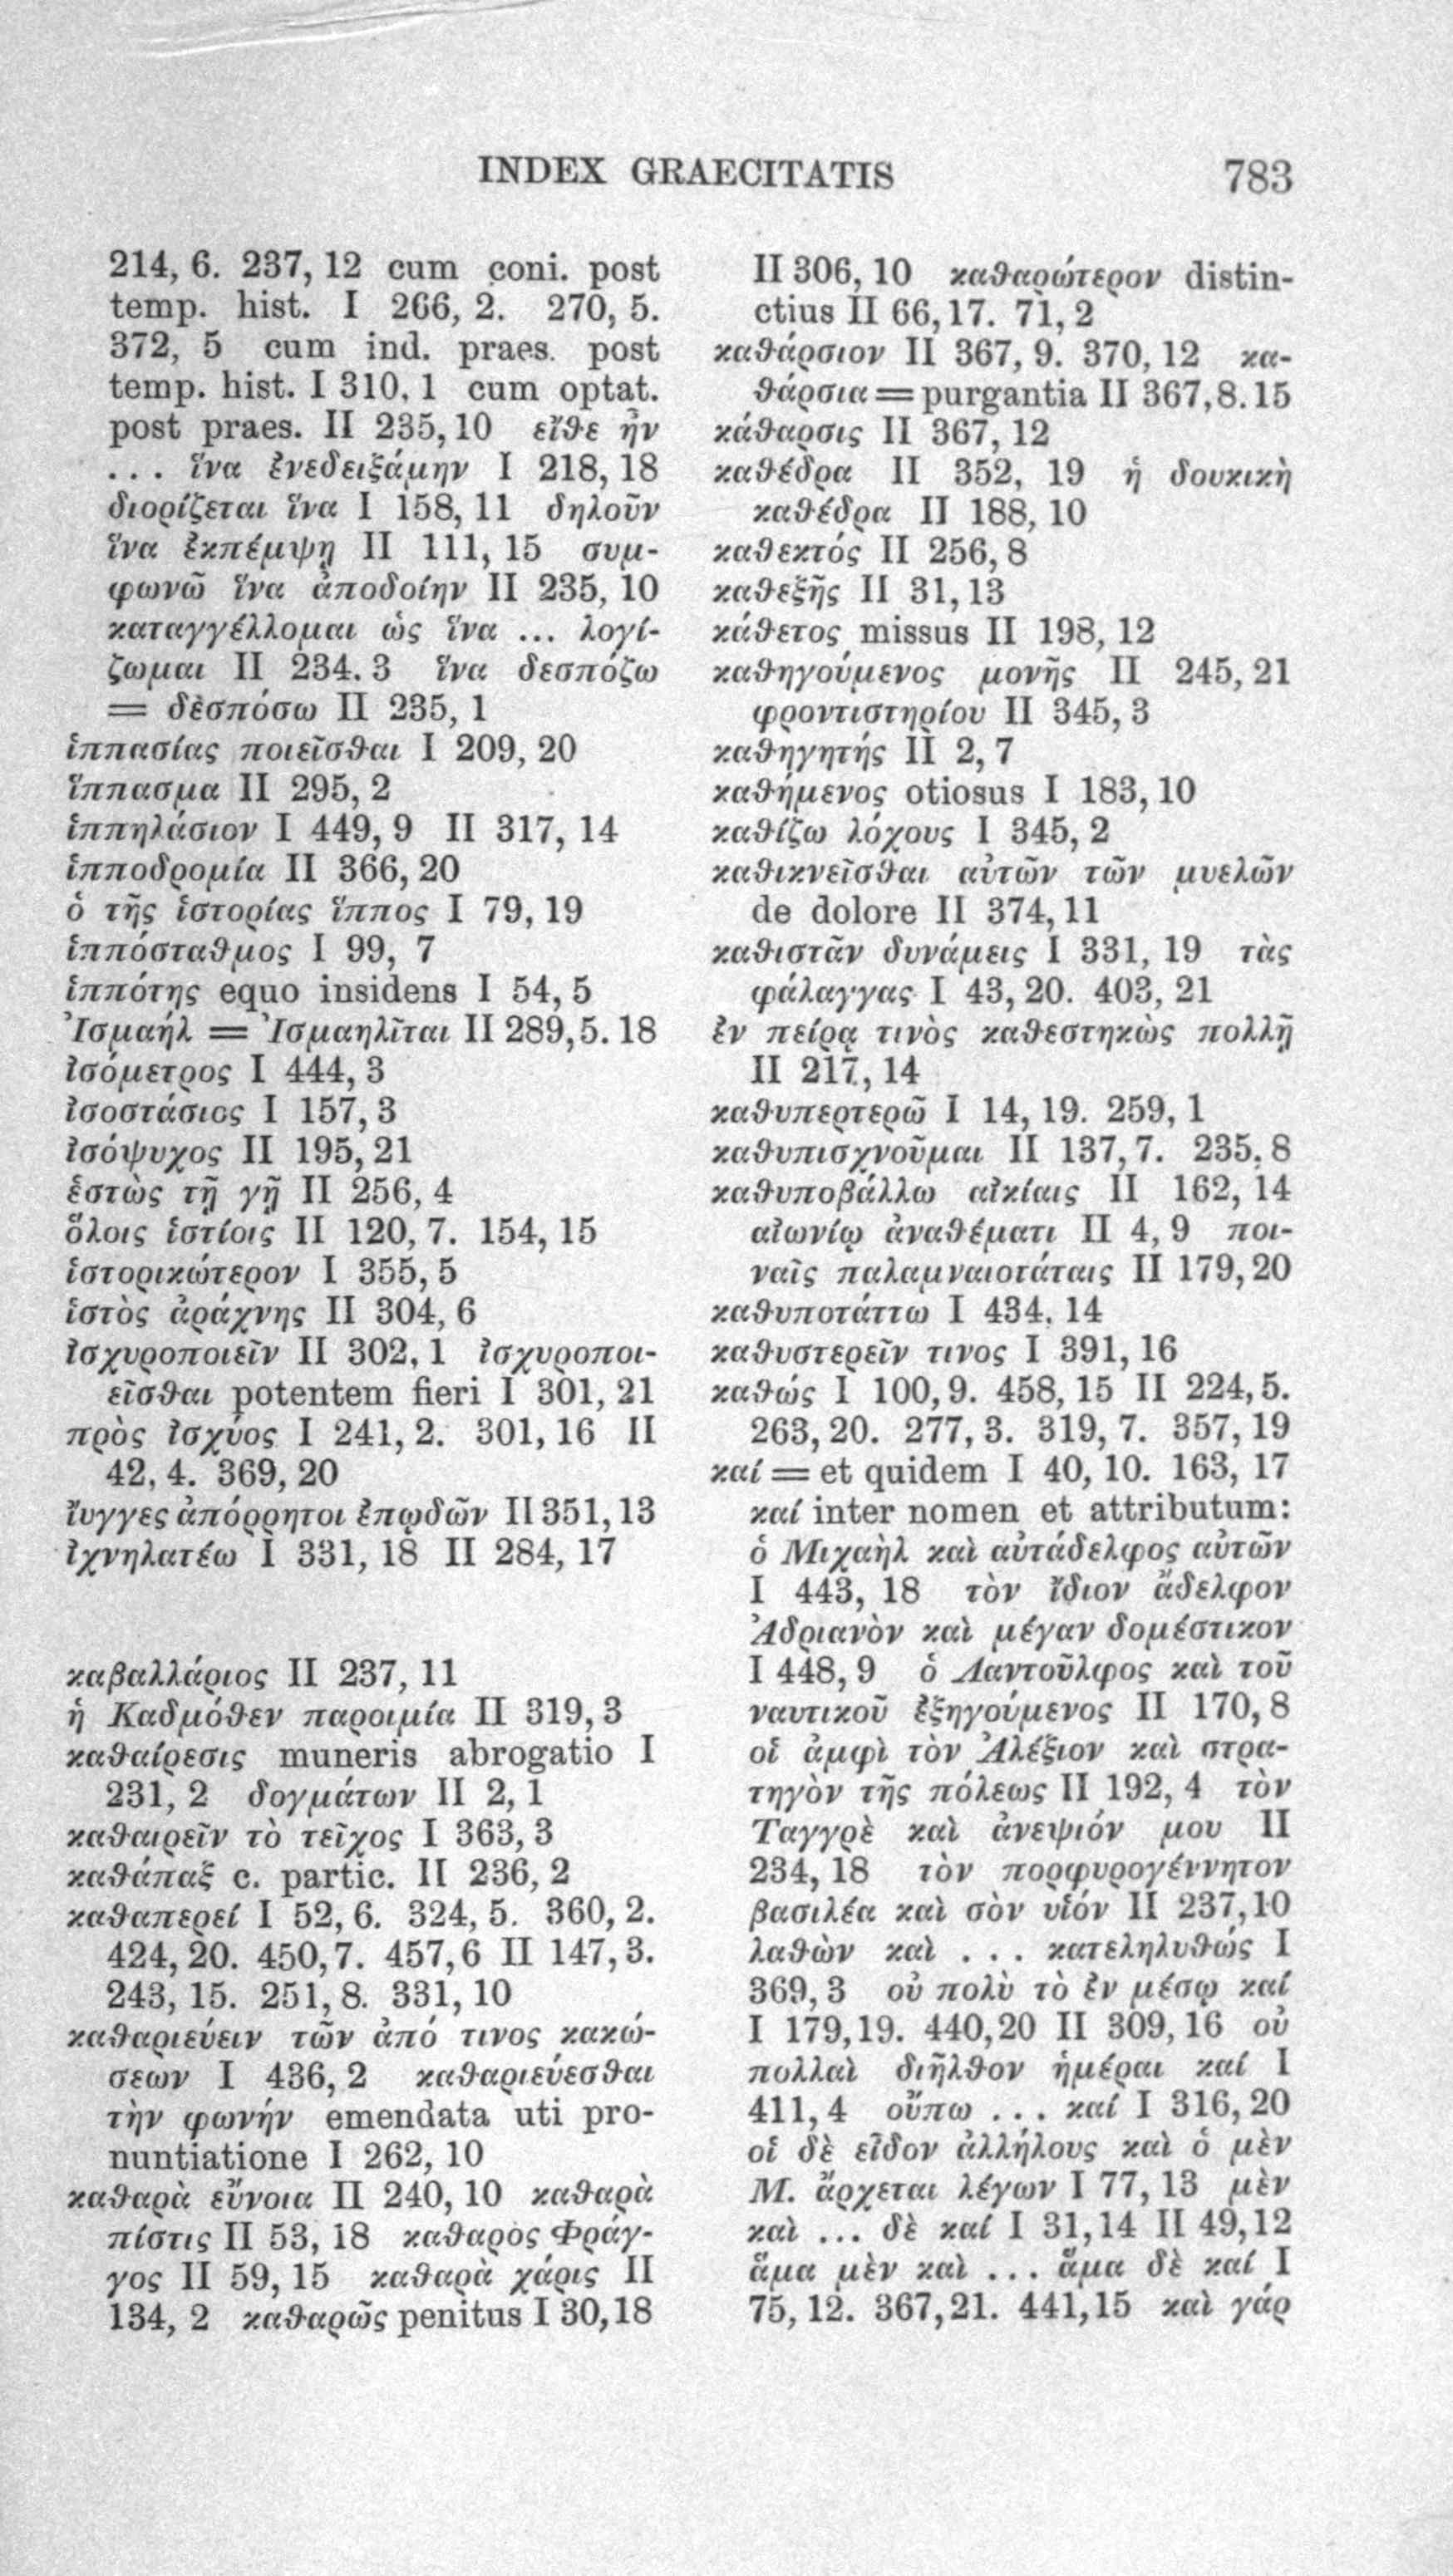 INDEX GRAECITATIS 783
214, 6. 237, 12 cum coni. post
temp. hist. I 266, 2. 270, 5.
372, 5 cum ind. praes. post
temp. hist. I 310, 1 cum optat.
post praes. II 235, 10 εἴθε ἦν
... ἵνα ἐνεδειξάμην I 218, 18
διορίζεται ἵνα I 158, 11 δηλοῦν
ἵνα ἐκπέμψῃ II 111, 15 συμ-
φωνῶ ἵνα ἀποδοίην II 235, 10
καταγγέλλομαι ὡς ἵνα ... λογί-
ζωμαι II 234, 3 ἵνα δεσπόζω
= δεσπόσω II 235, 1
ἱππασίας ποιεῖσθαι I 209, 20
ἵππασμα II 295, 2
ἱππηλάσιον I 449, 9 II 317, 14
ἱπποδρομία II 366, 20
ὁ τῆς ἱστορίας ἵππος I 79, 19
ἱππόσταθμος I 99, 7
ἱππότης equo insidens I 54, 5
Ἰσμαήλ = Ἰσμαηλῖται II 289, 5. 18
ἰσόμετρος I 444, 3
ἰσοστάσιος I 157, 3
ἰσόψυχος II 195, 21
ἑστὼς τῇ γῇ II 256, 4
ὅλοις ἱστίοις II 120, 7. 154, 15
ἱστορικώτερον I 355, 5
ἱστὸς ἀράχνης II 304, 6
ἰσχυροποιεῖν II 302, 1 ἰσχυροποι-
εῖσθαι potentem fieri I 301, 21
πρὸς ἰσχύος I 241, 2. 301, 16 II
42, 4. 369, 20
ἴυγγες ἀπόρρητοι ἐπῳδῶν II 351, 13
ἰχνηλατέω I 331, 18 II 284, 17
καβαλλάριος II 237, 11
ἡ Καδμόθεν παροιμία II 319, 3
καθαίρεσις muneris abrogatio I
231, 2 δογμάτων II 2, 1
καθαιρεῖν τὸ τεῖχος I 363, 3
καθάπαξ c. partic. II 236, 2
καθαπερεί I 52, 6. 324, 5. 360, 2.
424, 20. 450, 7. 457, 6 II 147, 3.
243, 15. 251, 8. 331, 10
καθαριεύειν τῶν ἀπό τινος κακώ-
σεων I 436, 2 καθαριεύεσθαι
τὴν φωνήν emendata uti pro-
nuntiatione I 262, 10
καθαρὰ εὔνοια II 240, 10 καθαρὰ
πίστις II 53, 18 καθαρὸς Φράγ-
γος II 59, 15 καθαρὰ χάρις II
134, 2 καθαρῶς penitus I 30, 18
II 306, 10 καθαρώτερον distin-
ctius II 66, 17. 71, 2
καθάρσιον II 367, 9. 370, 12 κα-
θάρσια = purgantia II 367, 8. 15
κάθαρσις II 367, 12
καθέδρα II 352, 19 ἡ δουκικὴ
καθέδρα II 188, 10
καθεκτός II 256, 8
καθεξῆς II 31, 13
κάθετος missus II 198, 12
καθηγούμενος μονῆς II 245, 21
φροντιστηρίου II 345, 3
καθηγητής II 2, 7
καθήμενος otiosus I 183, 10
καθίζω λόχους I 345, 2
καθικνεῖσθαι αὐτῶν τῶν μυελῶν
de dolore II 374, 11
καθιστᾶν δυνάμεις I 331, 19 τὰς
φάλαγγας I 43, 20. 403, 21
ἐν πείρᾳ τινὸς καθεστηκὼς πολλῇ
II 217, 14
καθυπερτερῶ I 14, 19. 259, 1
καθυπισχνοῦμαι II 137, 7. 235, 8
καθυποβάλλω αἰκίαις II 162, 14
αἰωνίῳ ἀναθέματι II 4, 9 ποι-
ναῖς παλαμναιοτάταις II 179, 20
καθυποτάττω I 434, 14
καθυστερεῖν τινος I 391, 16
καθώς I 100, 9. 458, 15 II 224, 5.
263, 20. 277, 3. 319, 7. 357, 19
καί = et quidem I 40, 10. 163, 17
καί inter nomen et attributum:
ὁ Μιχαὴλ καὶ αὐτάδελφος αὐτῶν
I 443, 18 τὸν ἴδιον ἄδελφον
Ἀδριανὸν καὶ μέγαν δομέστικον
I 448, 9 ὁ Λαντοῦλφος καὶ τοῦ
ναυτικοῦ ἐξηγούμενος II 170, 8
οἱ ἀμφὶ τὸν Ἀλέξιον καὶ στρα-
τηγὸν τῆς πόλεως II 192, 4 τὸν
Ταγγρὲ καὶ ἀνεψιόν μου II
234, 18 τὸν πορφυρογέννητον
βασιλέα καὶ σὸν υἱόν II 237, 10
λαθὼν καὶ ... κατεληλυθώς I
369, 3 οὐ πολὺ τὸ ἐν μέσῳ καί
I 179, 19. 440, 20 II 309, 16 οὐ
πολλαὶ διῆλθον ἡμέραι καί I
411, 4 οὔπω ... καί I 316, 20
οἱ δὲ εἶδον ἀλλήλους καὶ ὁ μὲν
Μ. ἄρχεται λέγων I 77, 13 μὲν
καὶ ... δὲ καί I 31, 14 II 49, 12
ἅμα μὲν καὶ ... ἅμα δὲ καί I
75, 12. 367, 21. 441, 15 καὶ γάρ